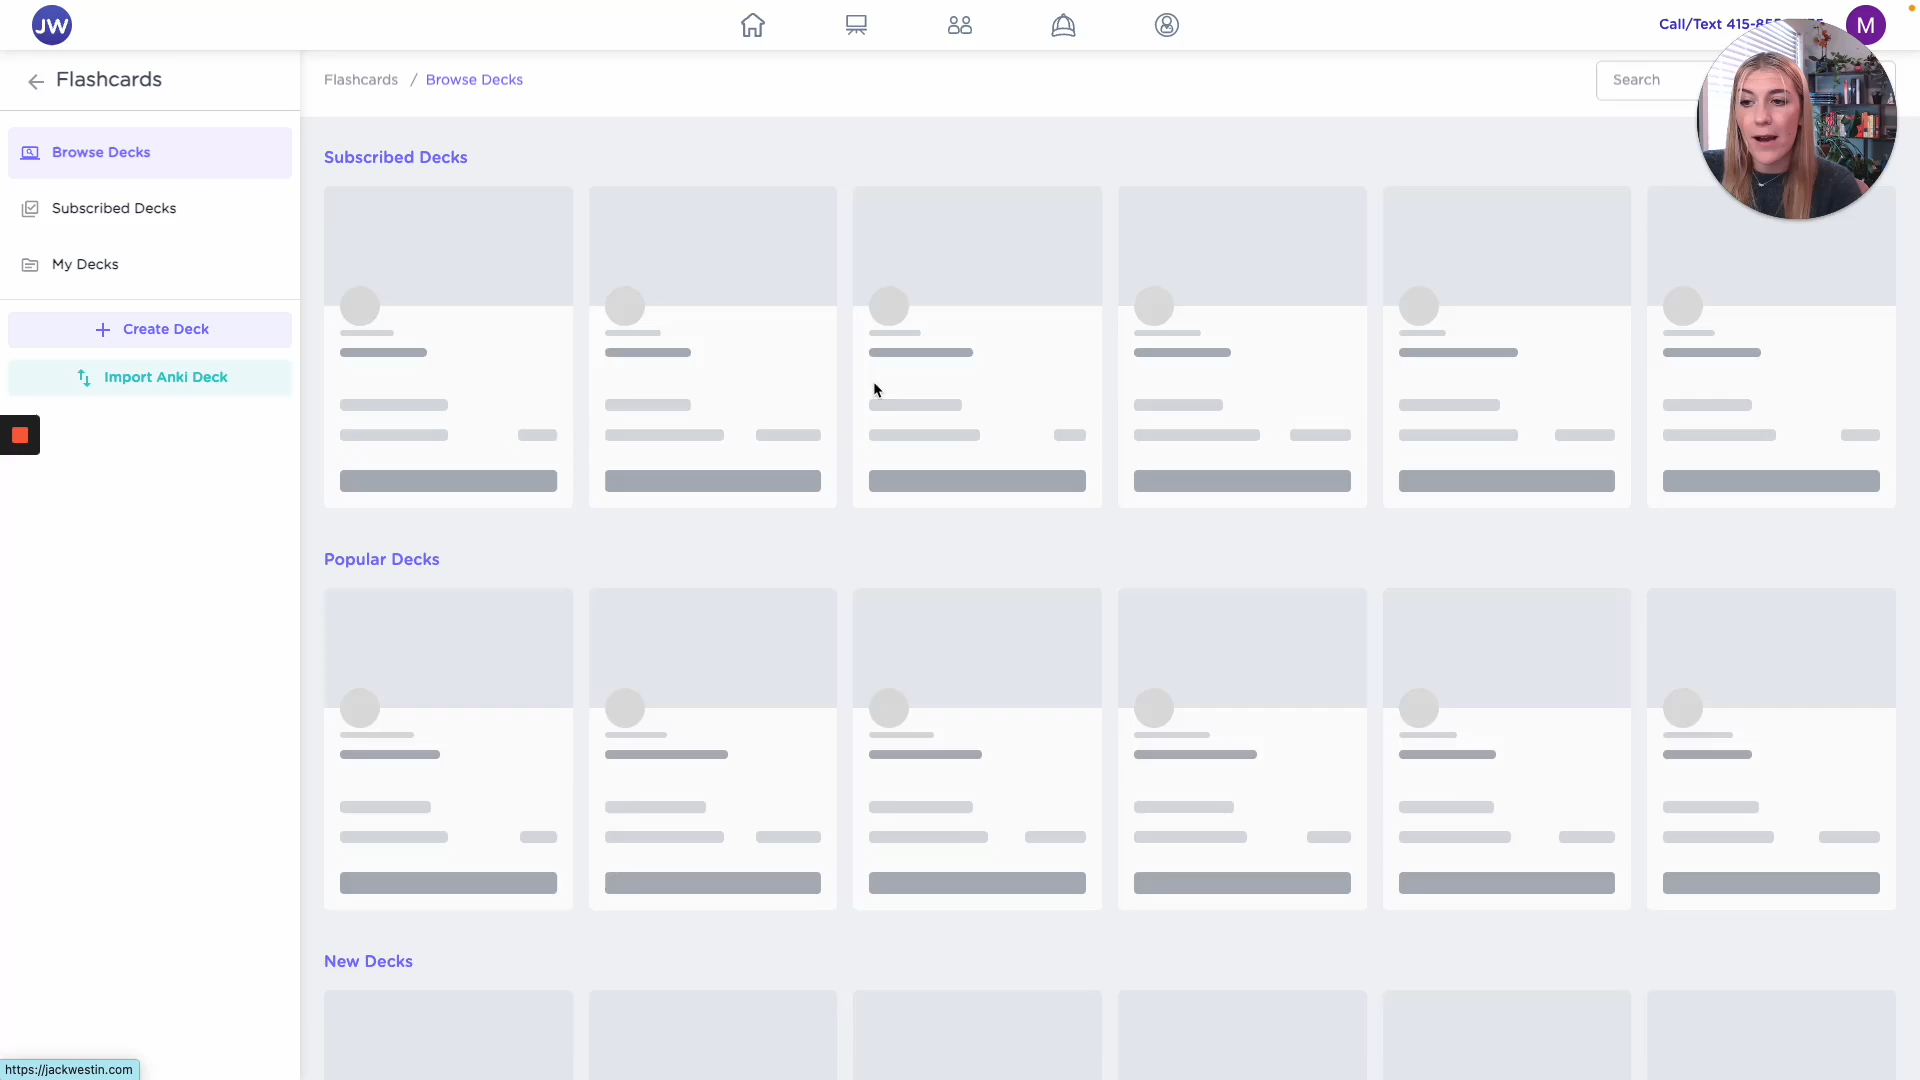 JW
Call/Text 415-855
M
Flashcards
Flashcards / Browse Decks
Search
Browse Decks
Subscribed Decks
My Decks
Create Deck
Import Anki Deck
Subscribed Decks
Popular Decks
New Decks
https://jackwestin.com